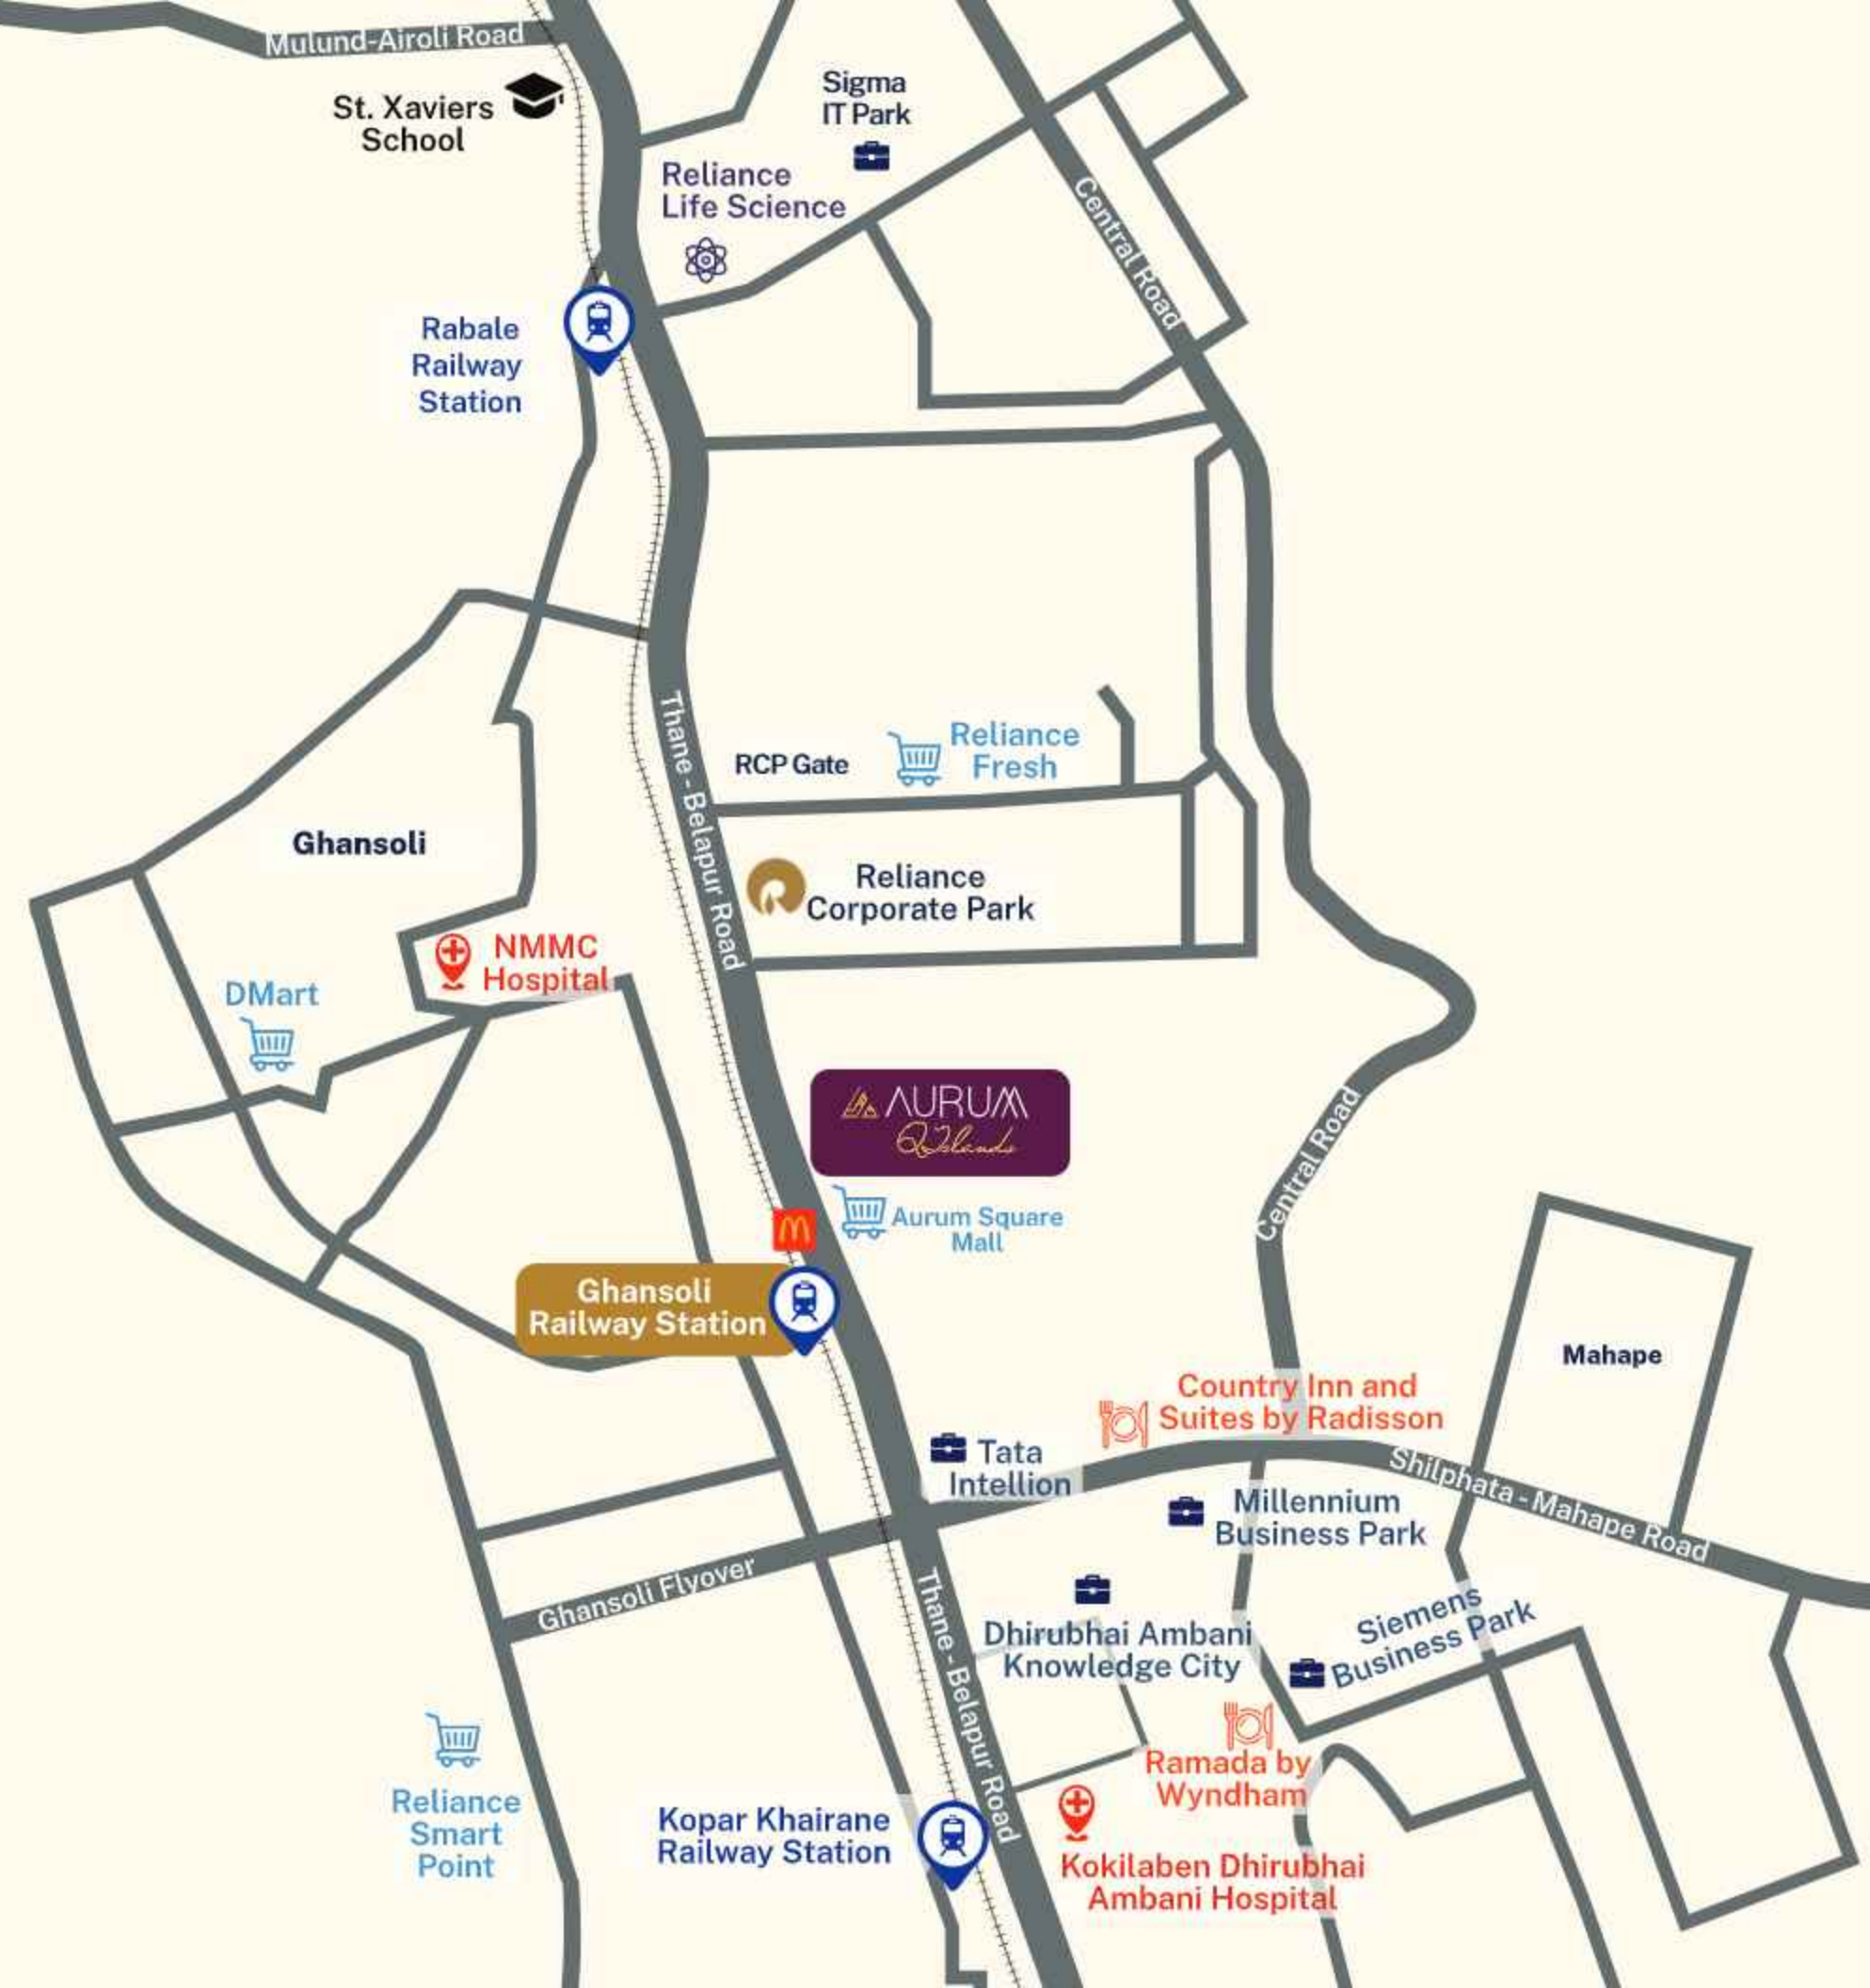 Mulund-Airoli Road
St. Xaviers
School
Sigma
IT Park
Reliance
Life Science
Central Road
Rabale
Railway
Station
Thane - Belapur Road
RCP Gate
Reliance
Fresh
Ghansoli
Reliance
Corporate Park
NMMC
Hospital
DMart
AURUM
Q Islands
Aurum Square
Mall
Central Road
Ghansoli
Railway Station
Mahape
Country Inn and
Suites by Radisson
Tata
Intellion
Shilphata - Mahape Road
Millennium
Business Park
Ghansoli Flyover
Thane - Belapur Road
Dhirubhai Ambani
Knowledge City
Siemens
Business Park
Ramada by
Wyndham
Reliance
Smart
Point
Kopar Khairane
Railway Station
Kokilaben Dhirubhai
Ambani Hospital